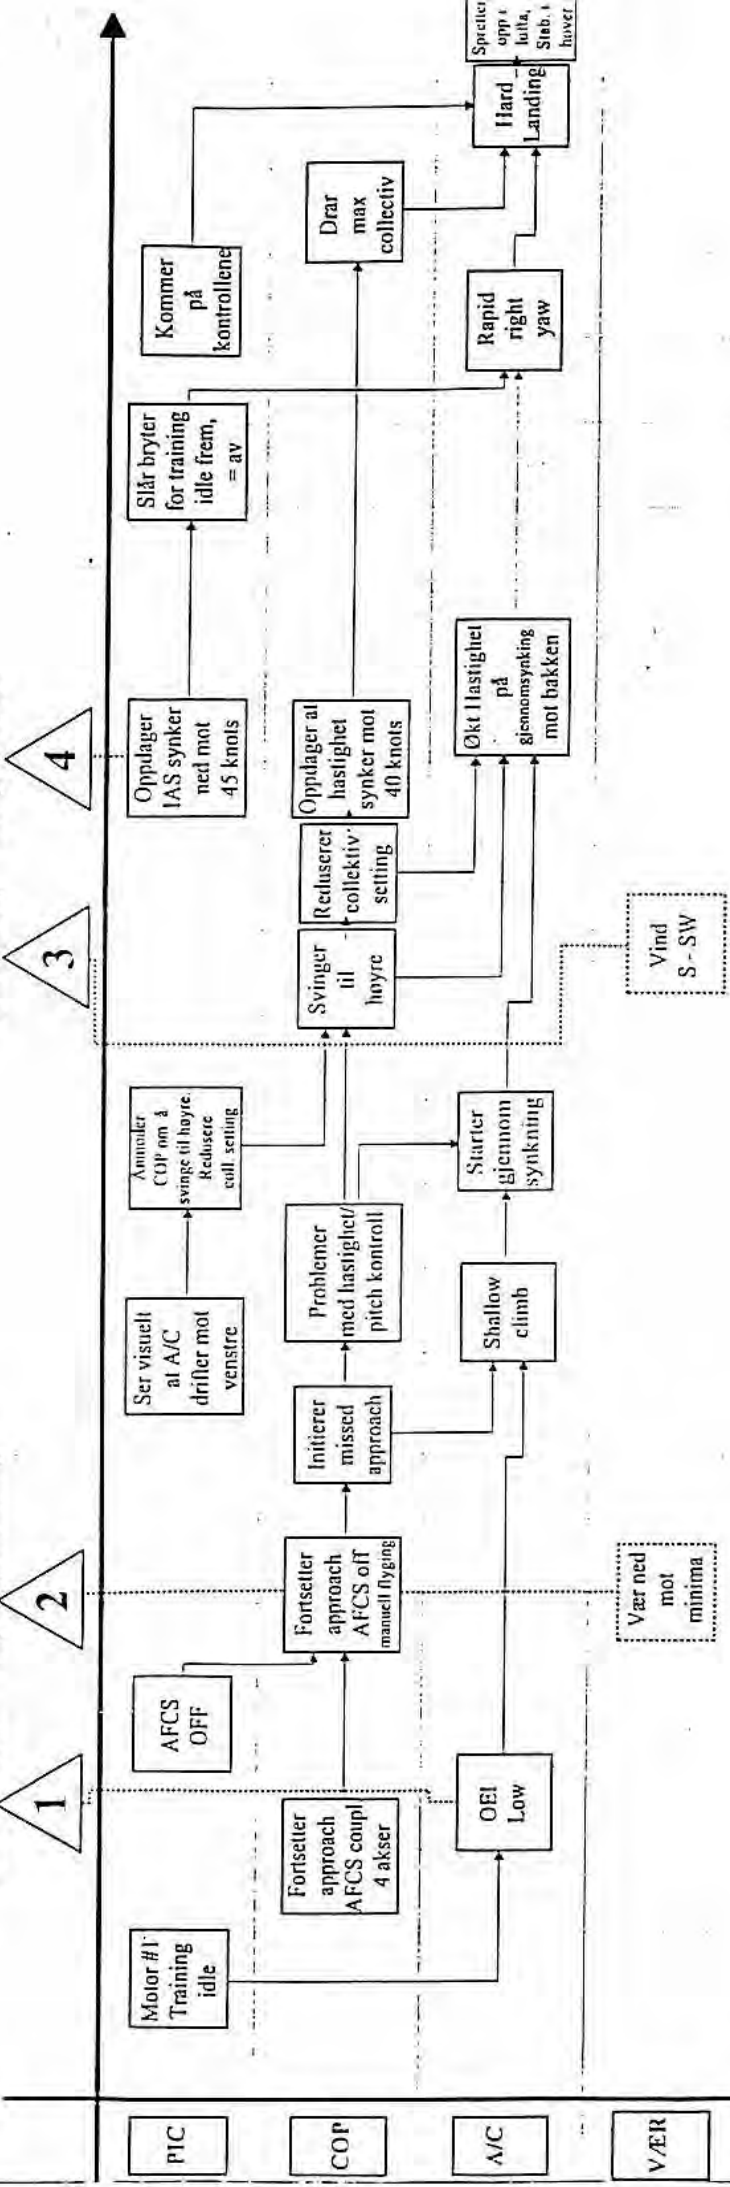 1
2
3
4
PIC
Motor #1
Training
idle
AFCS
OFF
Ser visuelt
at A/C
drifter mot
venstre
Anmoder
COP om å
svinge til høyre.
Redusere
coll. setting
Oppdager
IAS synker
ned mot
45 knots
Slår bryter
for training
idle frem,
= av
Kommer
på
kontrollene
COP
Fortsetter
approach
AFCS coupl
4 akser
Fortsetter
approach
AFCS off
manuell flyging
Initierer
missed
approach
Problemer
med hastighet/
pitch kontroll
Svinger
til
høyre
Reduserer
collektiv
setting
Oppdager at
hastighet
synker mot
40 knots
Drar
max
collectiv
A/C
OEI
Low
Shallow
climb
Starter
gjennom
synkning
Økt Hastighet
på
gjennomsynking
mot bakken
Rapid
right
yaw
Hard
Landing
Spretter
opp i
lufta,
Stab. i
hover
VÆR
Vær ned
mot
minima
Vind
S - SW